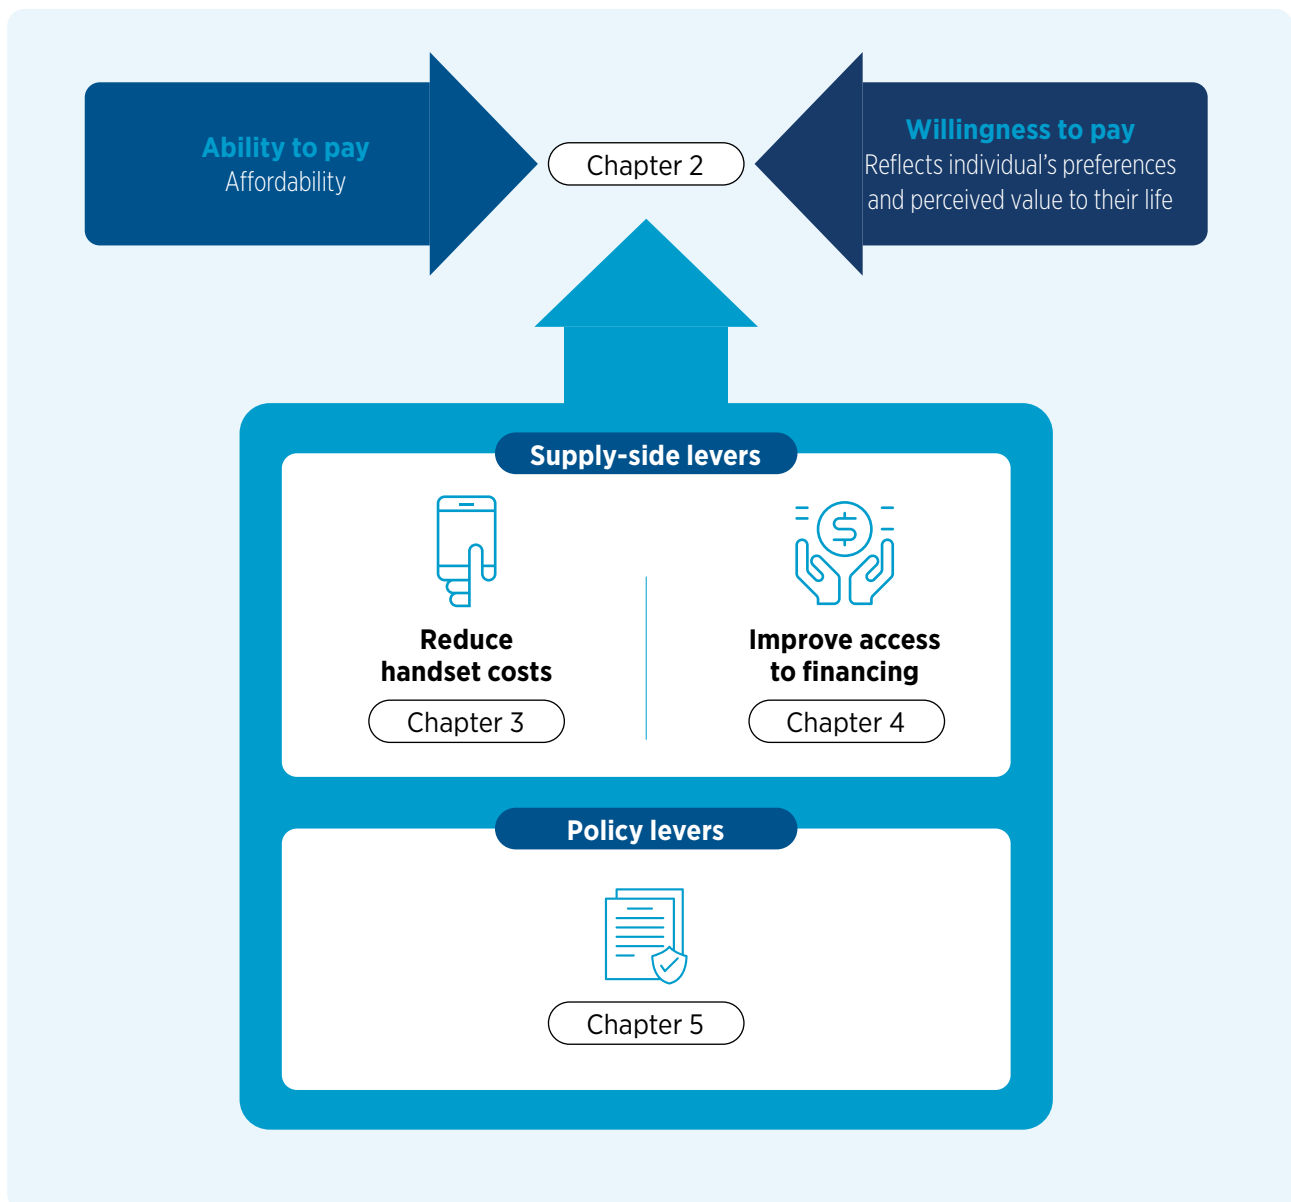 Ability to pay
Affordability
Chapter 2
Willingness to pay
Reflects individual’s preferences
and perceived value to their life
Supply-side levers
Reduce
handset costs
Chapter 3
Improve access
to financing
Chapter 4
Policy levers
Chapter 5